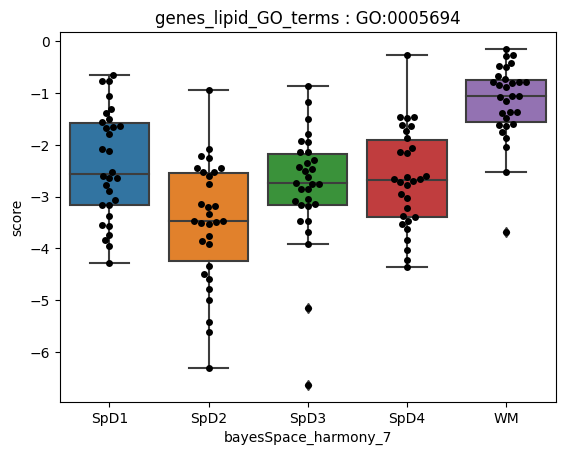 genes_lipid_GO_terms : GO:0005694
score
0
−1
−2
−3
−4
−5
−6
SpD1 SpD2 SpD3 SpD4 WM
bayesSpace_harmony_7